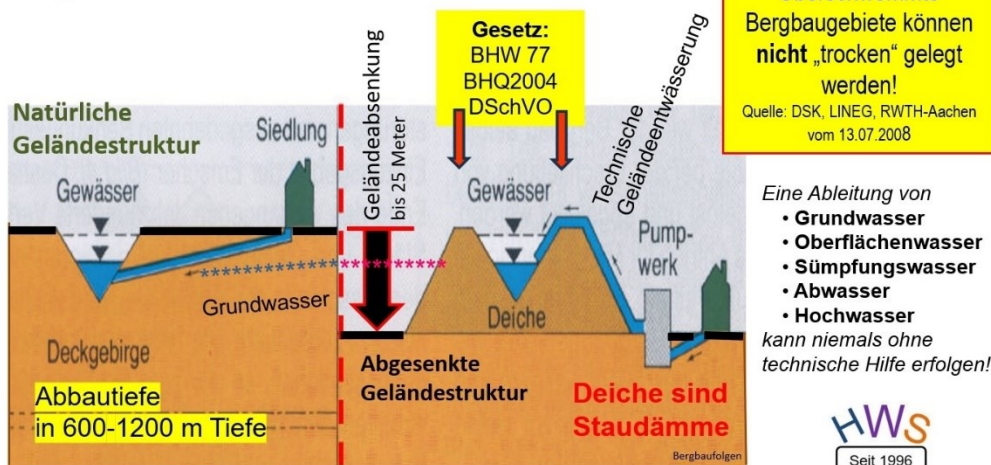 Bergbaugebiete können
nicht „trocken“ gelegt
werden!
Quelle: DSK, LINEG, RWTH-Aachen
vom 13.07.2008
Gesetz:
BHW 77
BHQ2004
DSchVO
Natürliche
Geländestruktur
Siedlung
Gewässer
Grundwasser
Deckgebirge
Abbautiefe
in 600-1200 m Tiefe
Geländeabsenkung
bis 25 Meter
Gewässer
Technische
Geländeentwässerung
Pump-
werk
Deiche
Abgesenkte
Geländestruktur
Deiche sind
Staudämme
Bergbaufolgen
Eine Ableitung von
• Grundwasser
• Oberflächenwasser
• Sümpfungswasser
• Abwasser
• Hochwasser
kann niemals ohne
technische Hilfe erfolgen!
HWS
Seit 1996